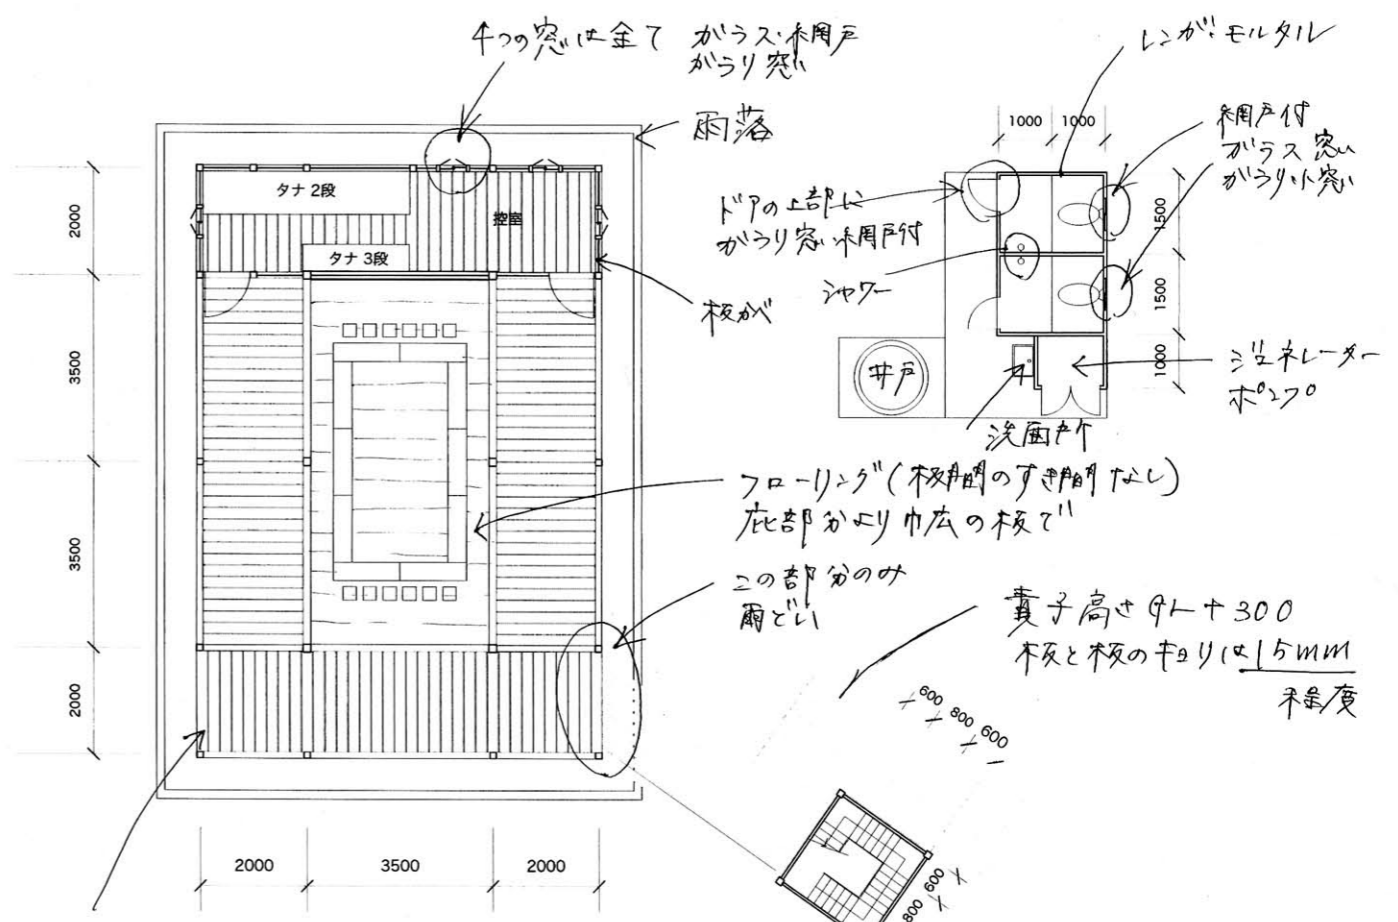 4つの窓は全て ガラス・網戸
ガラリ窓
雨落
レンガ・モルタル
網戸付
ガラス窓
ガラリ小窓
ドアの上部に
ガラリ窓・網戸付
シャワー
タナ 2段
控室
タナ 3段
板かべ
井戸
洗面所
ジェネレーター
ポンプ
フローリング(板間のすき間なし)
庇部分より巾広の板で
この部分のみ
雨どい
簀子高さ GL+300
板と板のキョリは15mm
程度
1000 1000
1500
1500
1000
2000
3500
3500
2000
2000 3500 2000
600 800 600
600
800